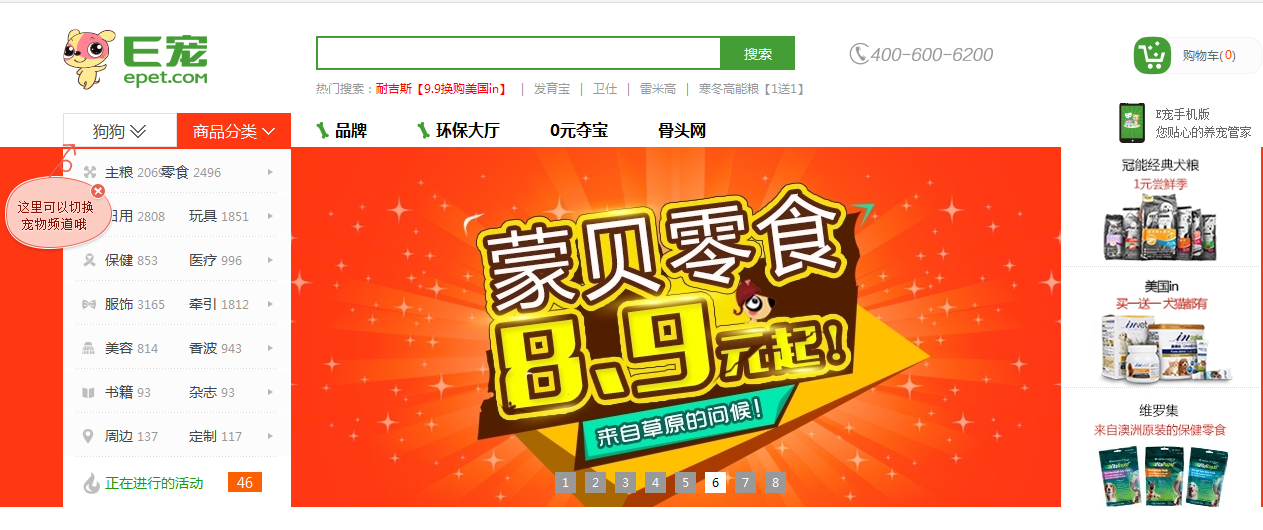 E宠
epet.com
搜索
400-600-6200
购物车(0)
热门搜索：耐吉斯【9.9换购美国in】 | 发育宝 | 卫仕 | 雷米高 | 寒冬高能粮【1送1】
E宠手机版
您贴心的养宠管家
狗狗
商品分类
品牌
环保大厅
0元夺宝
骨头网
这里可以切换
宠物频道哦
主粮 2069 零食 2496
日用 2808 玩具 1851
保健 853 医疗 996
服饰 3165 牵引 1812
美容 814 香波 943
书籍 93 杂志 93
周边 137 定制 117
正在进行的活动 46
蒙贝零食
8.9元起!
来自草原的问候!
1 2 3 4 5 6 7 8
冠能经典犬粮
1元尝鲜季
美国in
买一送一 犬猫都有
维罗集
来自澳洲原装的保健零食